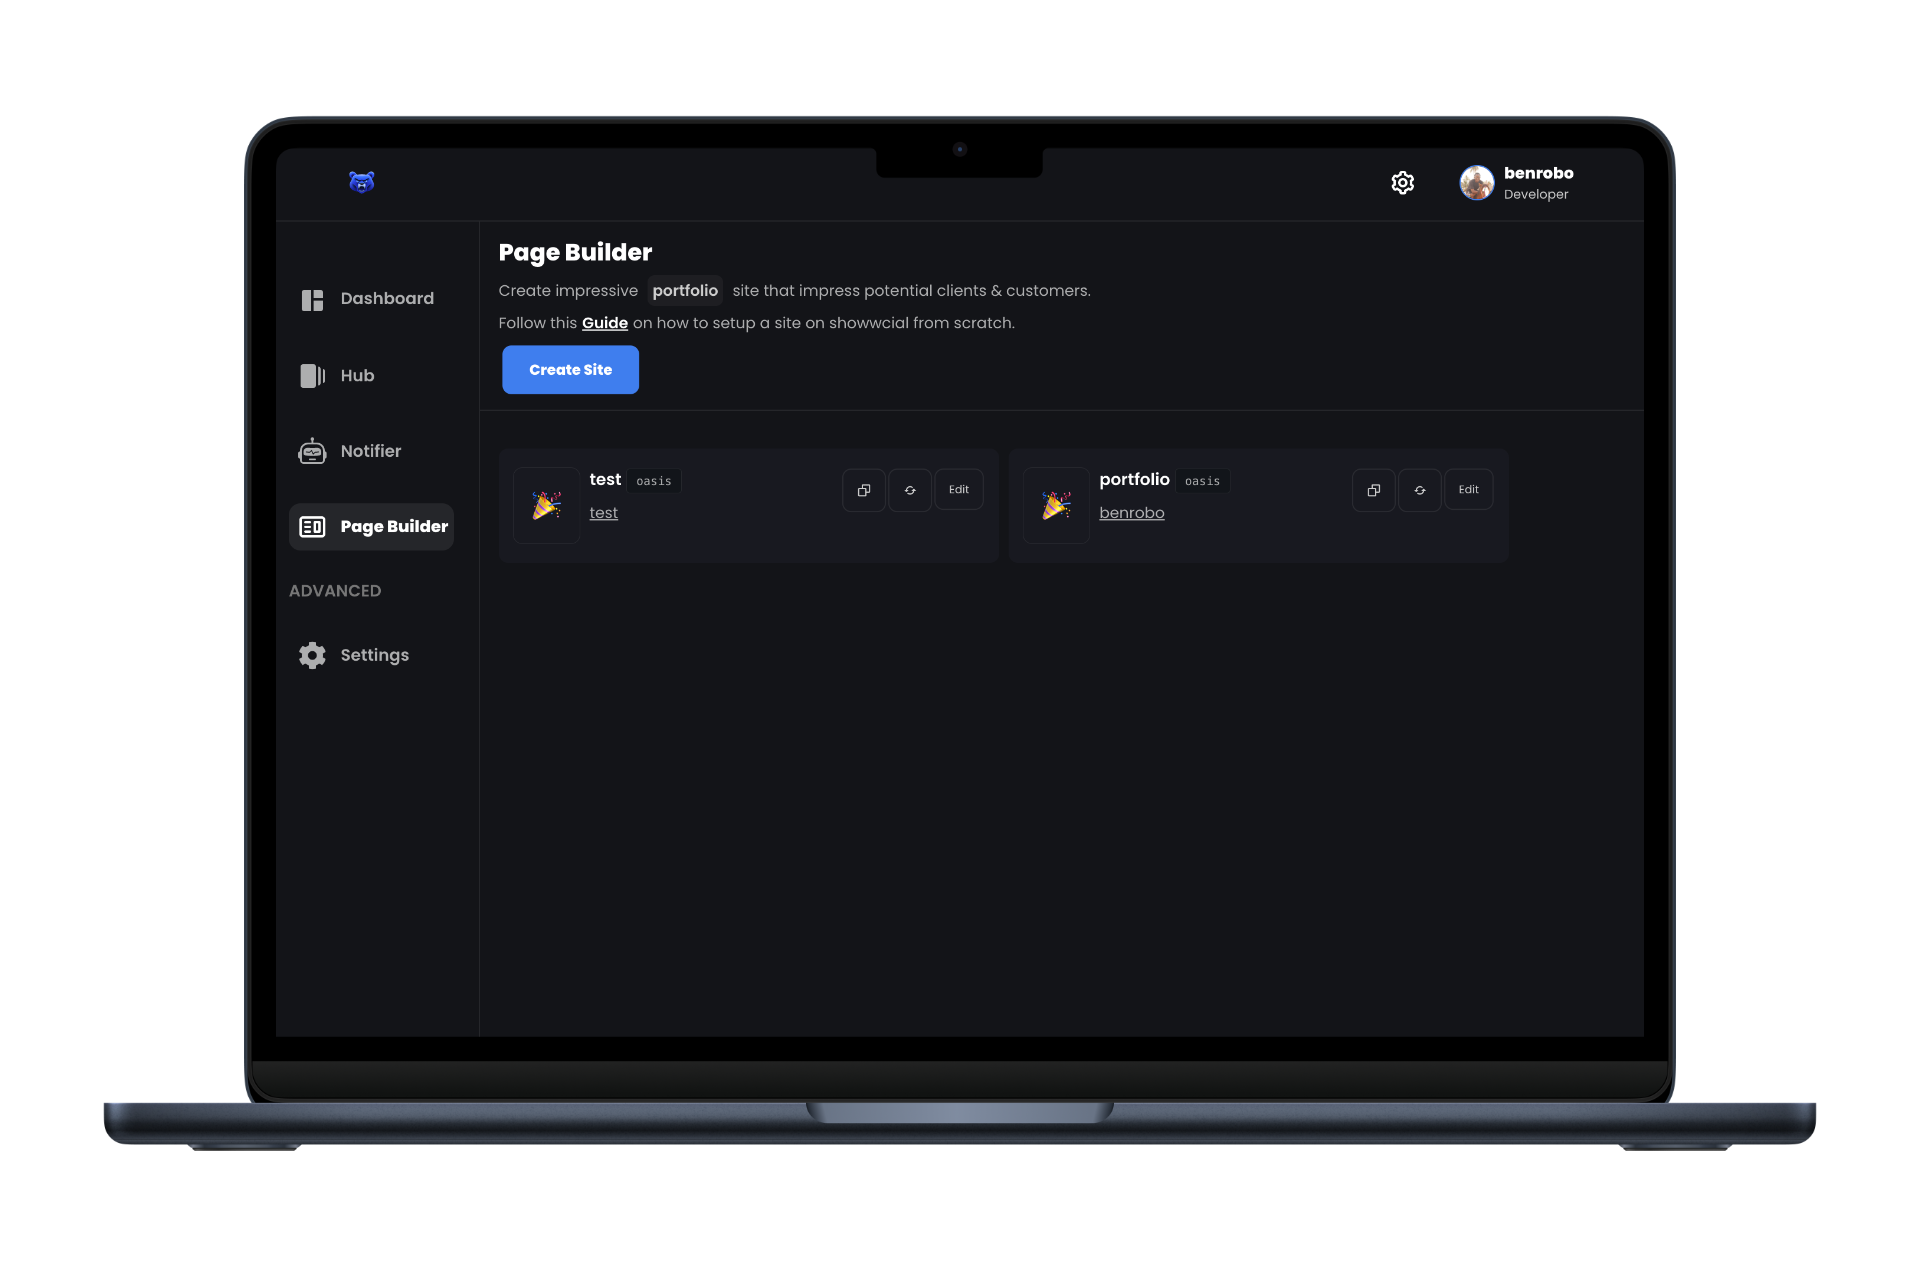 benrobo
Developer
Dashboard
Hub
Notifier
Page Builder
ADVANCED
Settings
Page Builder
Create impressive portfolio site that impress potential clients & customers.
Follow this Guide on how to setup a site on showwcial from scratch.
Create Site
test oasis
test
Edit
portfolio oasis
benrobo
Edit